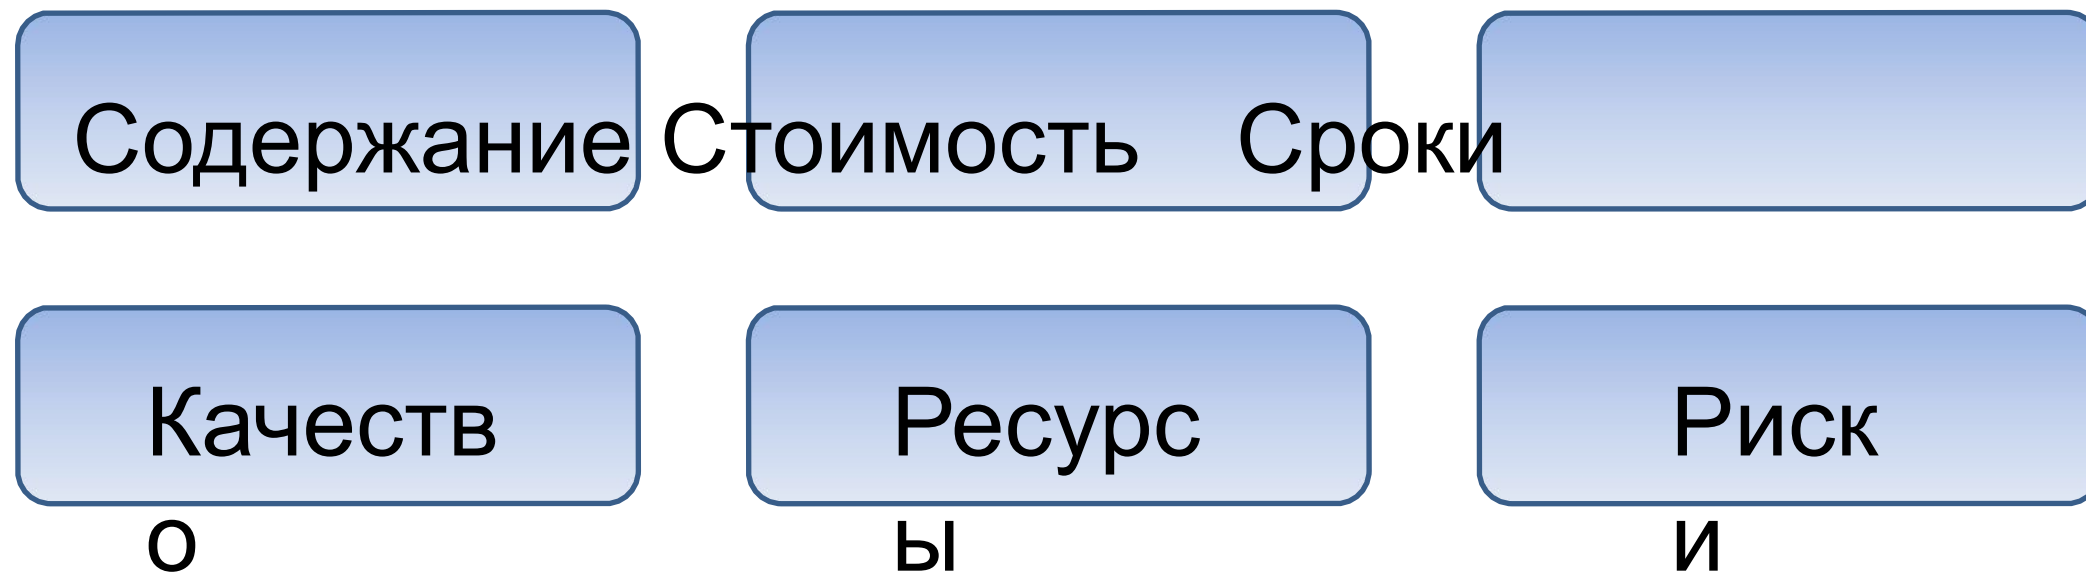 Содержание Стоимость Сроки
Качеств Ресурс Риск
о ы и